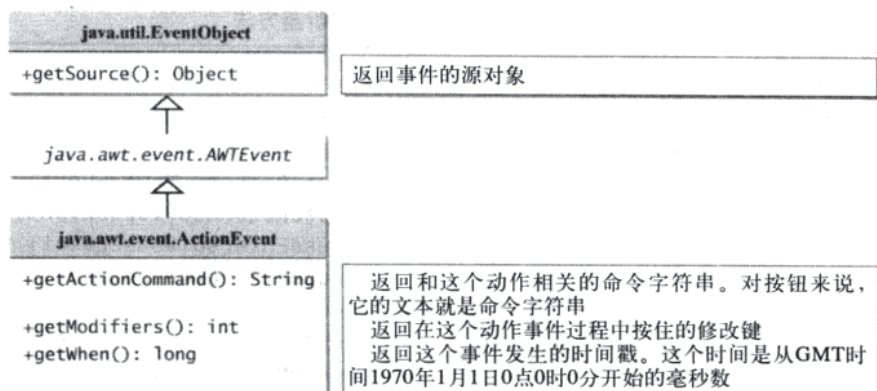 java.util.EventObject
+getSource(): Object
返回事件的源对象
java.awt.event.AWTEvent
java.awt.event.ActionEvent
+getActionCommand(): String
+getModifiers(): int
+getWhen(): long
返回和这个动作相关的命令字符串。对按钮来说，
它的文本就是命令字符串
返回在这个动作事件过程中按住的修改键
返回这个事件发生的时间戳。这个时间是从GMT时
间1970年1月1日0点0时0分开始的毫秒数